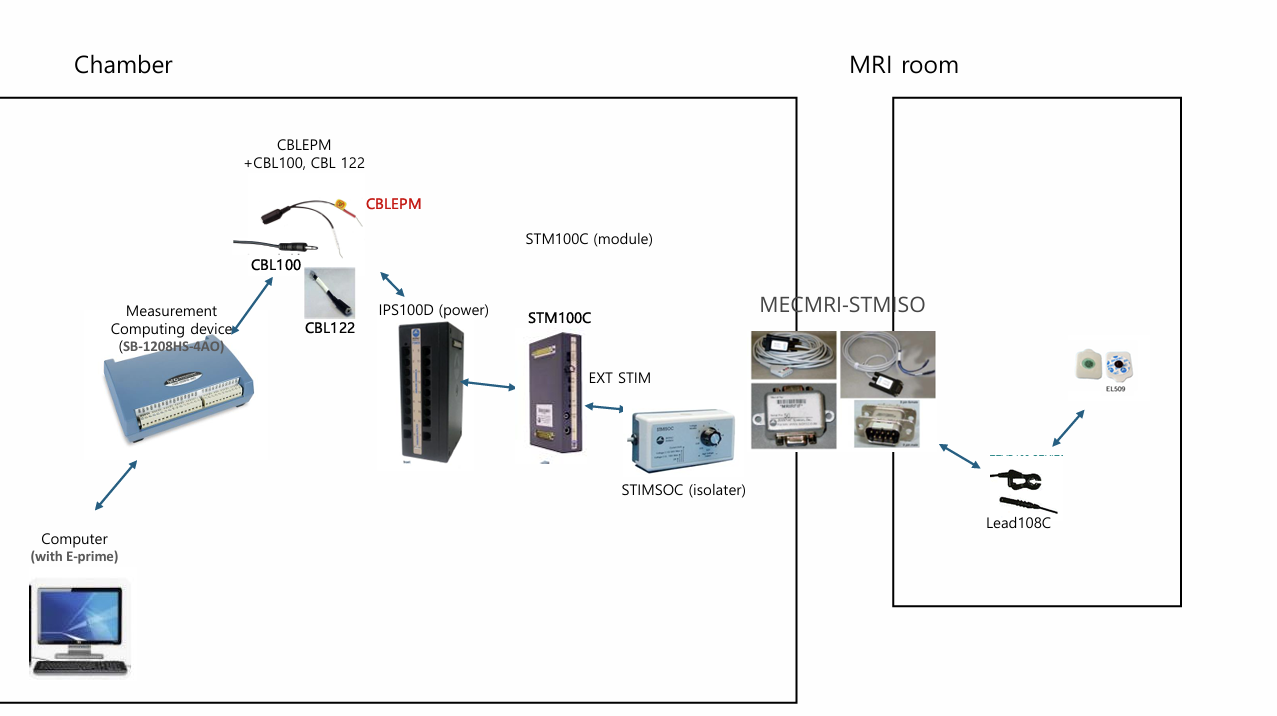 Chamber
MRI room
CBLEPM
+CBL100, CBL 122
CBLEPM
STM100C (module)
CBL100
CBL122
Measurement
Computing device
(SB-1208HS-4AO)
IPS100D (power)
STM100C
MECMRI-STMISO
EXT STIM
EL509
STIMSOC (isolater)
Lead108C
Computer
(with E-prime)